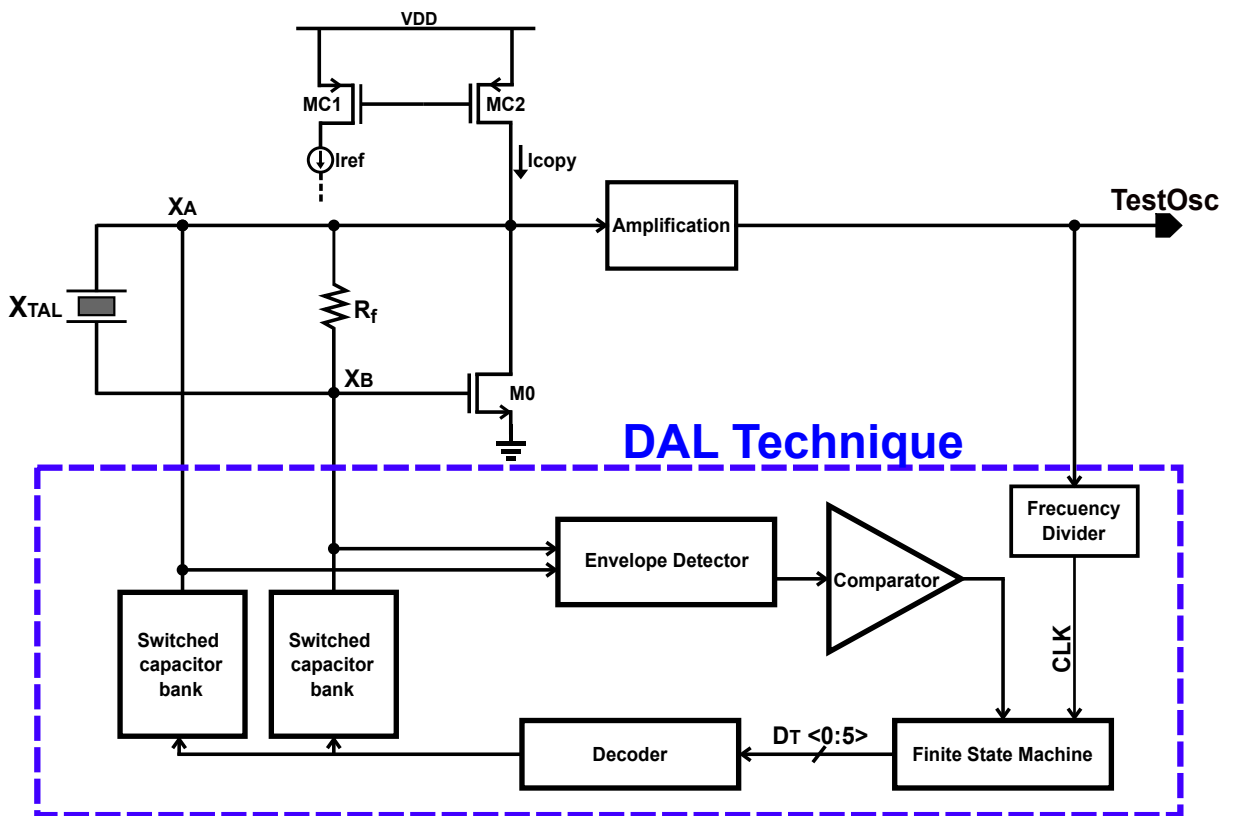 VDD
MC1
MC2
Iref
Icopy
XA
TestOsc
Amplification
XTAL
Rf
XB
M0
DAL Technique
Frecuency
Divider
Envelope Detector
Comparator
Switched
capacitor
bank
Switched
capacitor
bank
CLK
DT <0:5>
Decoder
Finite State Machine